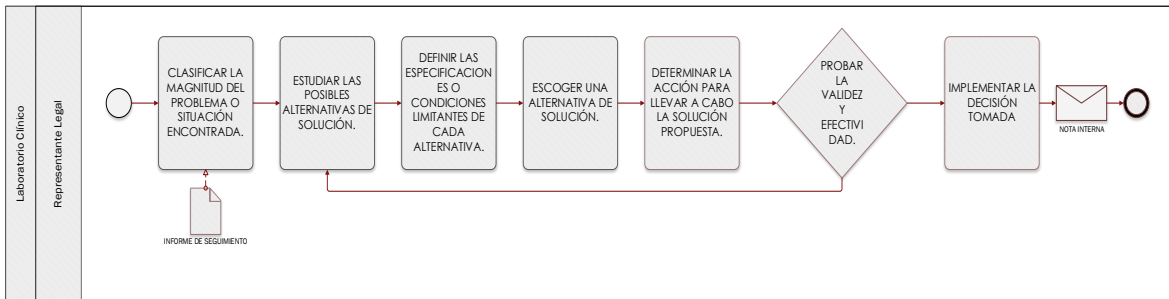 Laboratorio Clínico
Representante Legal
CLASIFICAR LA
MAGNITUD DEL
PROBLEMA O
SITUACIÓN
ENCONTRADA.
ESTUDIAR LAS
POSIBLES
ALTERNATIVAS DE
SOLUCIÓN.
DEFINIR LAS
ESPECIFICACION
ES O
CONDICIONES
LIMITANTES DE
CADA
ALTERNATIVA.
ESCOGER UNA
ALTERNATIVA DE
SOLUCIÓN.
DETERMINAR LA
ACCIÓN PARA
LLEVAR A CABO
LA SOLUCIÓN
PROPUESTA.
PROBAR
LA
VALIDEZ
Y
EFECTIVI
DAD.
IMPLEMENTAR LA
DECISIÓN
TOMADA
NOTA INTERNA
INFORME DE SEGUIMIENTO